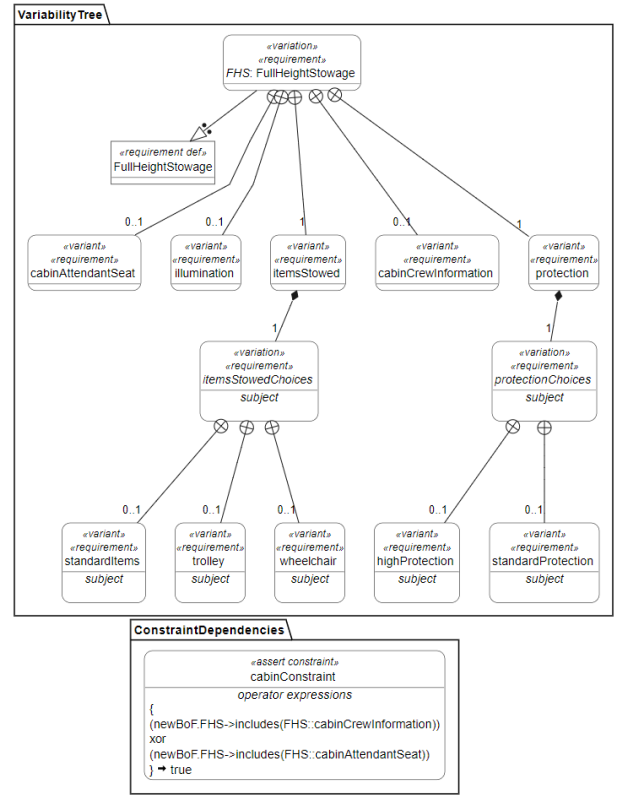 VariabilityTree
«variation»
«requirement»
FHS: FullHeightStowage
«requirement def»
FullHeightStowage
0..1
0..1
1
0..1
1
«variant»
«requirement»
cabinAttendantSeat
«variant»
«requirement»
illumination
«variant»
«requirement»
itemsStowed
«variant»
«requirement»
cabinCrewInformation
«variant»
«requirement»
protection
1
1
«variation»
«requirement»
itemsStowedChoices
subject
«variation»
«requirement»
protectionChoices
subject
0..1
0..1
0..1
0..1
0..1
«variant»
«requirement»
standardItems
subject
«variant»
«requirement»
trolley
subject
«variant»
«requirement»
wheelchair
subject
«variant»
«requirement»
highProtection
subject
«variant»
«requirement»
standardProtection
subject
ConstraintDependencies
«assert constraint»
cabinConstraint
operator expressions
{
(newBoF.FHS->includes(FHS::cabinCrewInformation))
xor
(newBoF.FHS->includes(FHS::cabinAttendantSeat))
} ➞ true